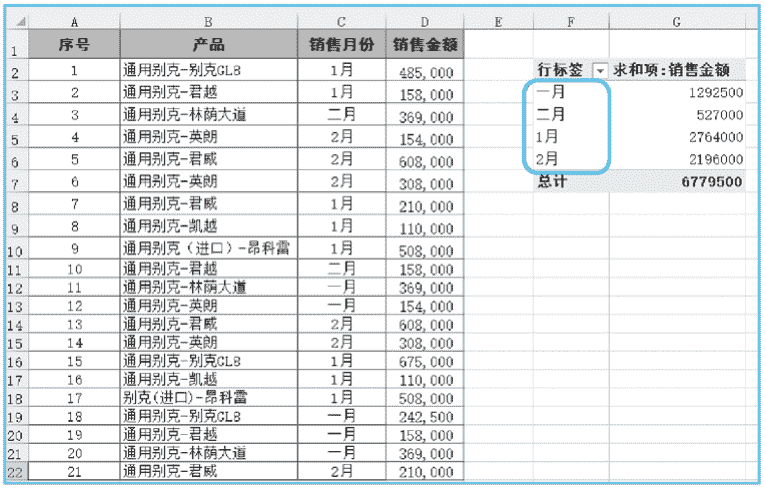 A B C D E F G
1 序号 产品 销售月份 销售金额
2 1 通用别克-别克GL8 1月 485,000 行标签 求和项:销售金额
3 2 通用别克-君越 1月 158,000 一月 1292500
4 3 通用别克-林荫大道 二月 369,000 二月 527000
5 4 通用别克-英朗 2月 154,000 1月 2764000
6 5 通用别克-君威 2月 608,000 2月 2196000
7 6 通用别克-英朗 2月 308,000 总计 6779500
8 7 通用别克-君威 1月 210,000
9 8 通用别克-凯越 1月 110,000
10 9 通用别克（进口）-昂科雷 1月 508,000
11 10 通用别克-君越 二月 158,000
12 11 通用别克-林荫大道 一月 369,000
13 12 通用别克-英朗 一月 154,000
14 13 通用别克-君威 2月 608,000
15 14 通用别克-英朗 2月 308,000
16 15 通用别克-别克GL8 1月 675,000
17 16 通用别克-凯越 1月 110,000
18 17 别克(进口)-昂科雷 1月 508,000
19 18 通用别克-别克GL8 一月 242,500
20 19 通用别克-君越 一月 158,000
21 20 通用别克-林荫大道 一月 369,000
22 21 通用别克-君威 2月 210,000